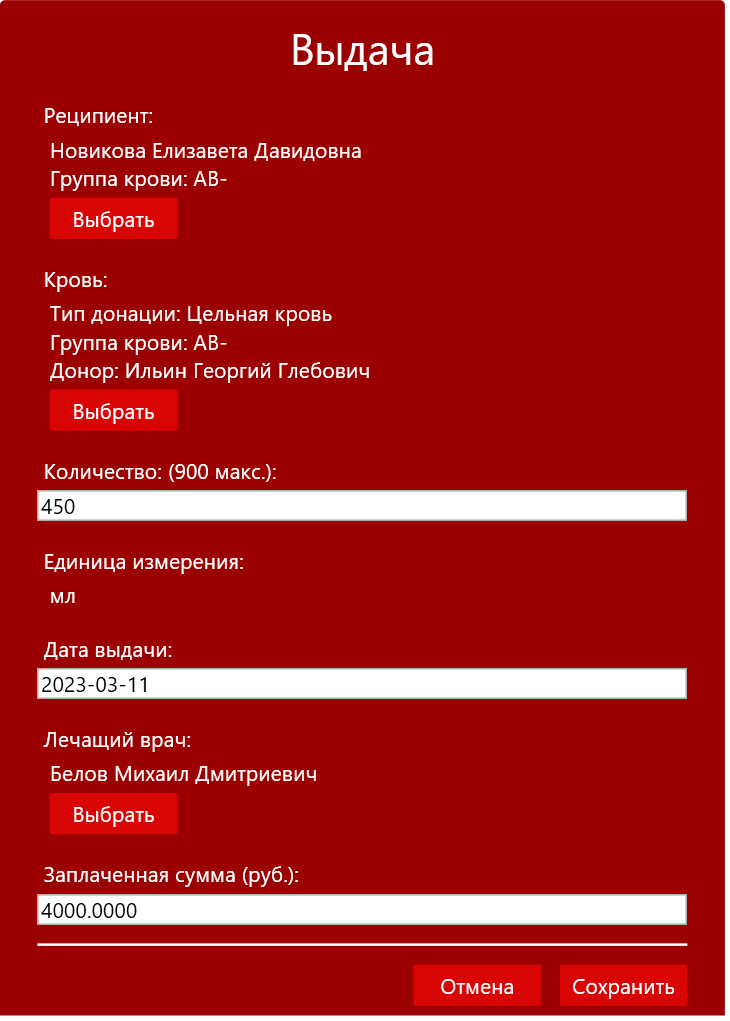 Выдача
Реципиент:
Новикова Елизавета Давидовна
Группа крови: AB-
Выбрать
Кровь:
Тип донации: Цельная кровь
Группа крови: AB-
Донор: Ильин Георгий Глебович
Выбрать
Количество: (900 макс.):
450
Единица измерения:
мл
Дата выдачи:
2023-03-11
Лечащий врач:
Белов Михаил Дмитриевич
Выбрать
Заплаченная сумма (руб.):
4000.0000
Отмена Сохранить